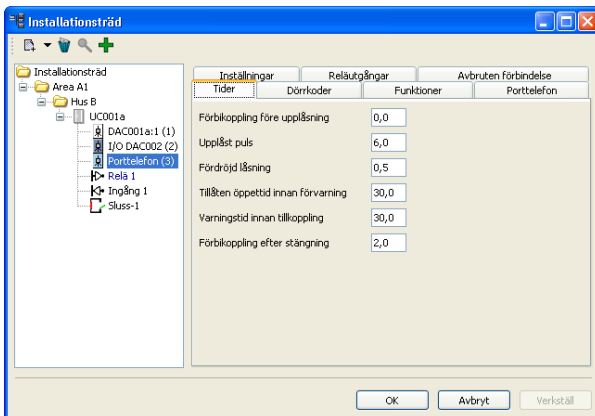 Installationsträd
Installationsträd
Area A1
Hus B
UC001a
DAC001a:1 (1)
I/O DAC002 (2)
Porttelefon (3)
Relä 1
Ingång 1
Sluss-1
Inställningar Reläutgångar Avbruten förbindelse
Tider Dörrkoder Funktioner Porttelefon
Förbikoppling före upplåsning 0,0
Upplåst puls 6,0
Fördröjd låsning 0,5
Tillåten öppettid innan förvarning 30,0
Varningstid innan tillkoppling 30,0
Förbikoppling efter stängning 2,0
OK Avbryt Verkställ